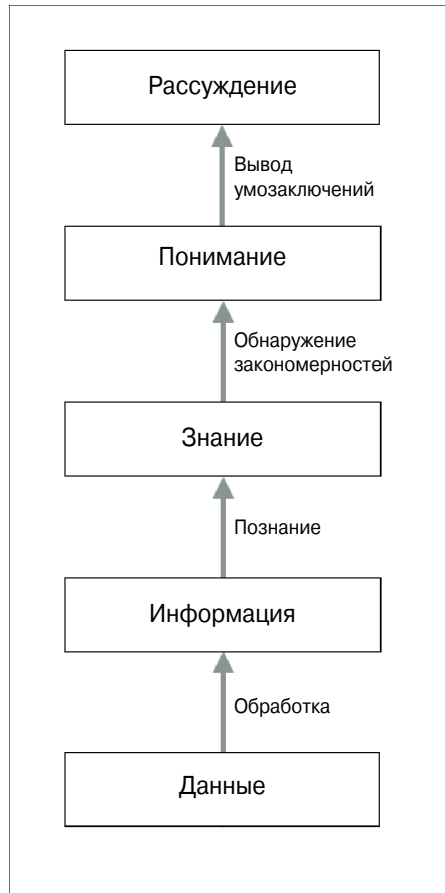 Рассуждение
Вывод
умозаключений
Понимание
Обнаружение
закономерностей
Знание
Познание
Информация
Обработка
Данные